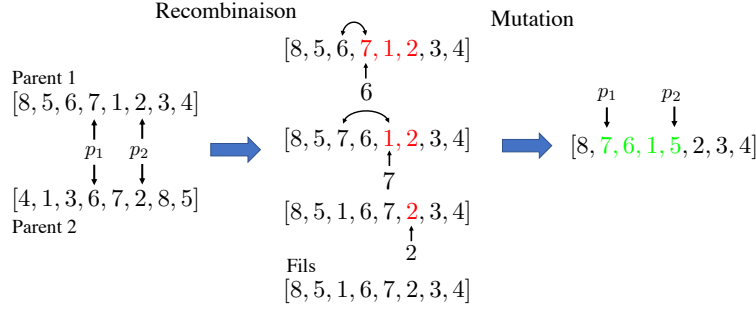 Recombinaison
Mutation
[8, 5, 6, 7, 1, 2, 3, 4]
6
Parent 1
[8, 5, 6, 7, 1, 2, 3, 4]
p1 p2
[4, 1, 3, 6, 7, 2, 8, 5]
Parent 2
[8, 5, 7, 6, 1, 2, 3, 4]
7
[8, 5, 1, 6, 7, 2, 3, 4]
2
Fils
[8, 5, 1, 6, 7, 2, 3, 4]
p1 p2
[8, 7, 6, 1, 5, 2, 3, 4]